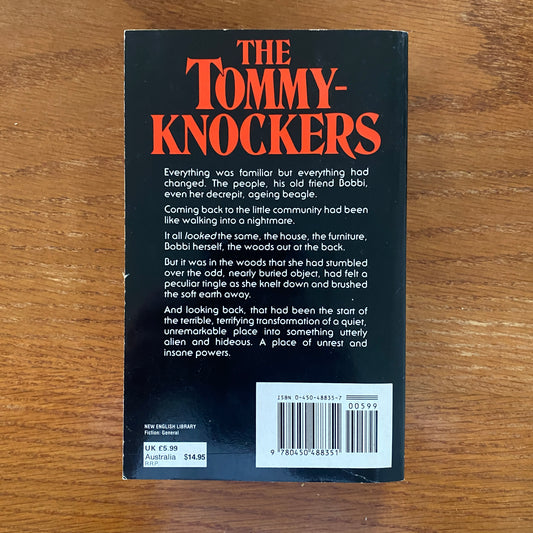 THE
TOMMY-
KNOCKERS
Everything was familiar but everything had
changed. The people, his old friend Bobbi,
even her decrepit, ageing beagle.
Coming back to the little community had been
like walking into a nightmare.
It all looked the same, the house, the furniture,
Bobbi herself, the woods out at the back.
But it was in the woods that she had stumbled
over the odd, nearly buried object, had felt a
peculiar tingle as she knelt down and brushed
the soft earth away.
And looking back, that had been the start of
the terrible, terrifying transformation of a quiet,
unremarkable place into something utterly
alien and hideous. A place of unrest and
insane powers.
ISBN 0-450-48835-7
00599
9 780450 488351
NEW ENGLISH LIBRARY
Fiction: General
UK £5.99
Australia $14.95
R.R.P.